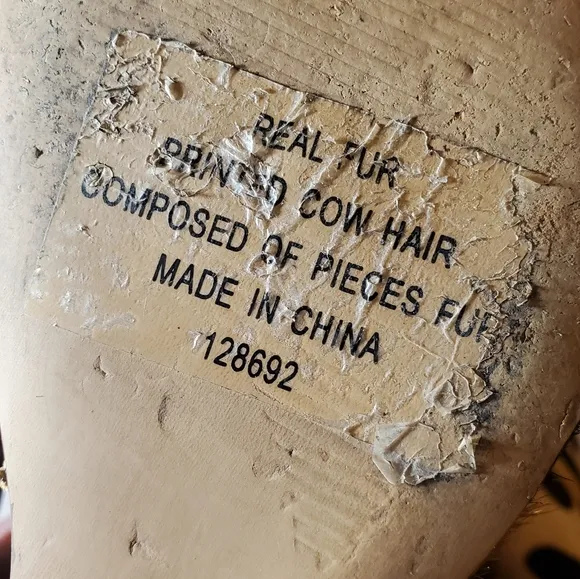 REAL FUR
PRINTED COW HAIR
COMPOSED OF PIECES FUR
MADE IN CHINA
128692